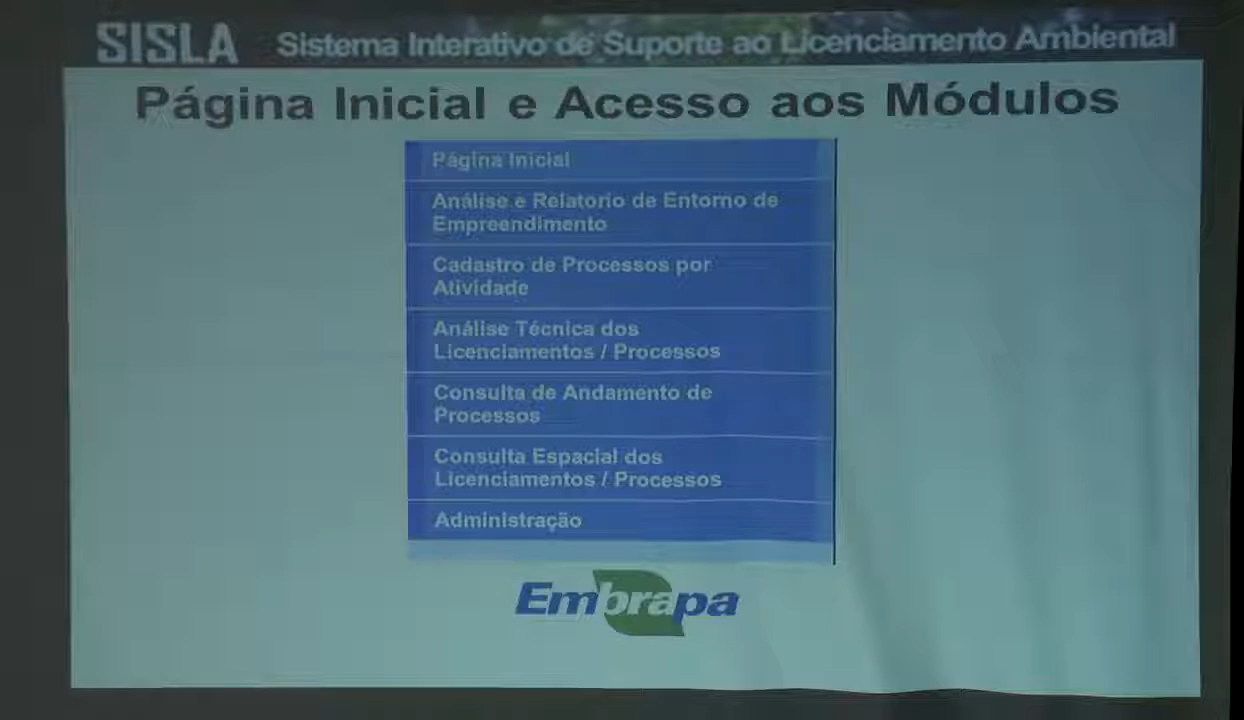 SISLA Sistema Interativo de Suporte ao Licenciamento Ambiental
Página Inicial e Acesso aos Módulos
Página Inicial
Análise e Relatorio de Entorno de
Empreendimento
Cadastro de Processos por
Atividade
Análise Técnica dos
Licenciamentos / Processos
Consulta de Andamento de
Processos
Consulta Espacial dos
Licenciamentos / Processos
Administração
Embrapa